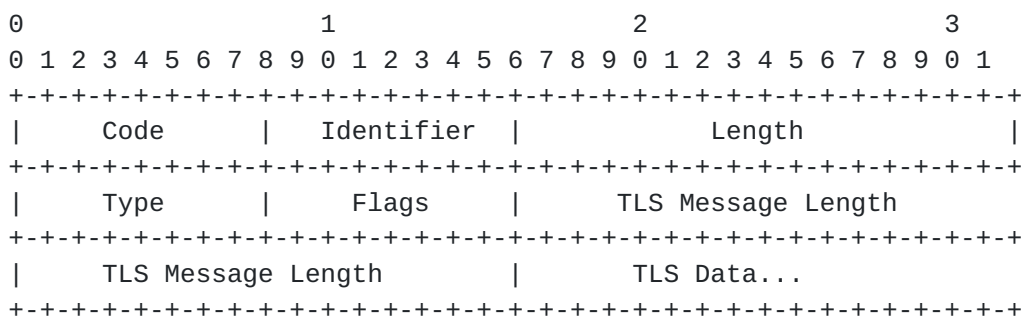 0                   1                   2                   3
0 1 2 3 4 5 6 7 8 9 0 1 2 3 4 5 6 7 8 9 0 1 2 3 4 5 6 7 8 9 0 1
+-+-+-+-+-+-+-+-+-+-+-+-+-+-+-+-+-+-+-+-+-+-+-+-+-+-+-+-+-+-+-+-+
|     Code      |   Identifier  |            Length             |
+-+-+-+-+-+-+-+-+-+-+-+-+-+-+-+-+-+-+-+-+-+-+-+-+-+-+-+-+-+-+-+-+
|     Type      |     Flags     |      TLS Message Length
+-+-+-+-+-+-+-+-+-+-+-+-+-+-+-+-+-+-+-+-+-+-+-+-+-+-+-+-+-+-+-+-+
|     TLS Message Length        |       TLS Data...
+-+-+-+-+-+-+-+-+-+-+-+-+-+-+-+-+-+-+-+-+-+-+-+-+-+-+-+-+-+-+-+-+